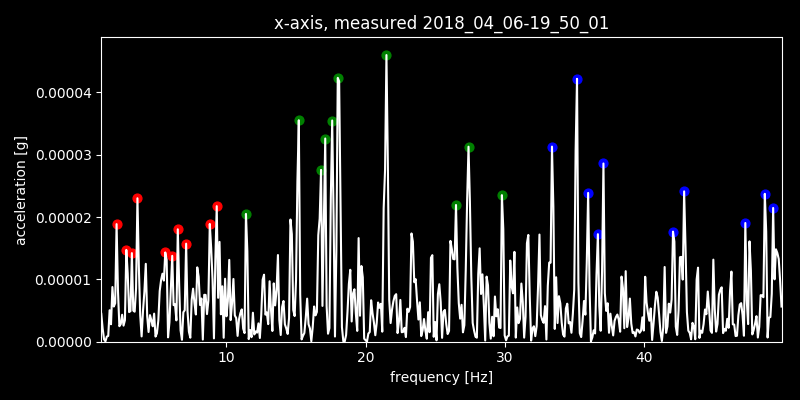 x-axis, measured 2018_04_06-19_50_01
acceleration [g]
0.00004
0.00003
0.00002
0.00001
0.00000
10 20 30 40
frequency [Hz]